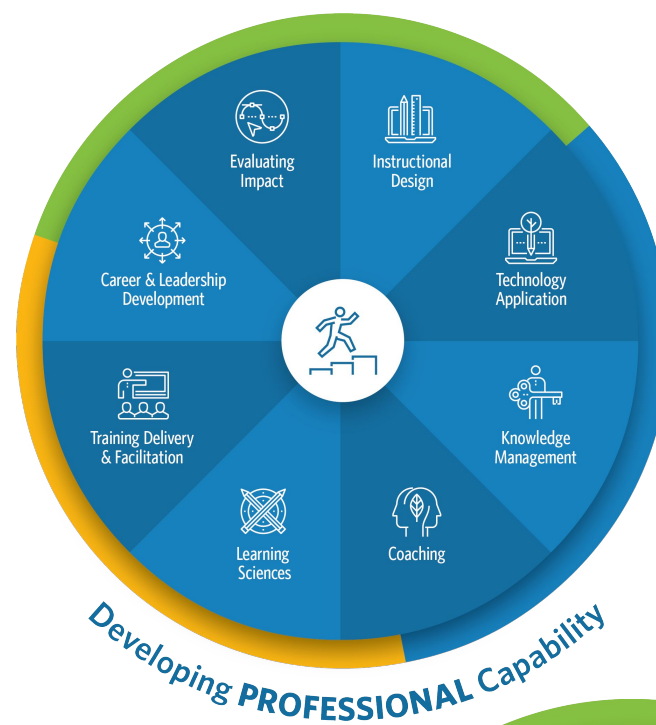 Evaluating
Impact
Instructional
Design
Career & Leadership
Development
Technology
Application
Training Delivery
& Facilitation
Knowledge
Management
Learning
Sciences
Coaching
Developing PROFESSIONAL Capability